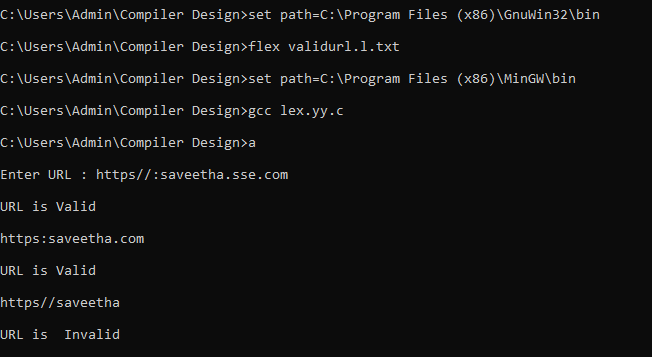 C:\Users\Admin\Compiler Design>set path=C:\Program Files (x86)\GnuWin32\bin
C:\Users\Admin\Compiler Design>flex validurl.l.txt
C:\Users\Admin\Compiler Design>set path=C:\Program Files (x86)\MinGW\bin
C:\Users\Admin\Compiler Design>gcc lex.yy.c
C:\Users\Admin\Compiler Design>a
Enter URL : https//:saveetha.sse.com
URL is Valid
https:saveetha.com
URL is Valid
https//saveetha
URL is  Invalid